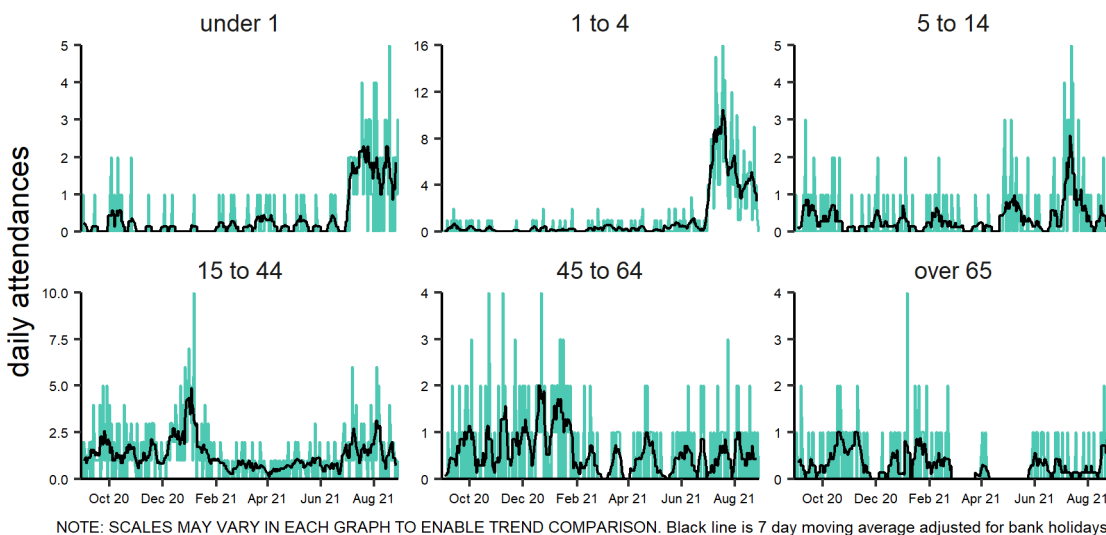 under 1
1 to 4
5 to 14
5
4
3
2
1
0
16
12
8
4
0
5
4
3
2
1
0
daily attendances
15 to 44
45 to 64
over 65
10.0
7.5
5.0
2.5
0.0
4
3
2
1
0
4
3
2
1
0
Oct 20 Dec 20 Feb 21 Apr 21 Jun 21 Aug 21
Oct 20 Dec 20 Feb 21 Apr 21 Jun 21 Aug 21
Oct 20 Dec 20 Feb 21 Apr 21 Jun 21 Aug 21
NOTE: SCALES MAY VARY IN EACH GRAPH TO ENABLE TREND COMPARISON. Black line is 7 day moving average adjusted for bank holidays